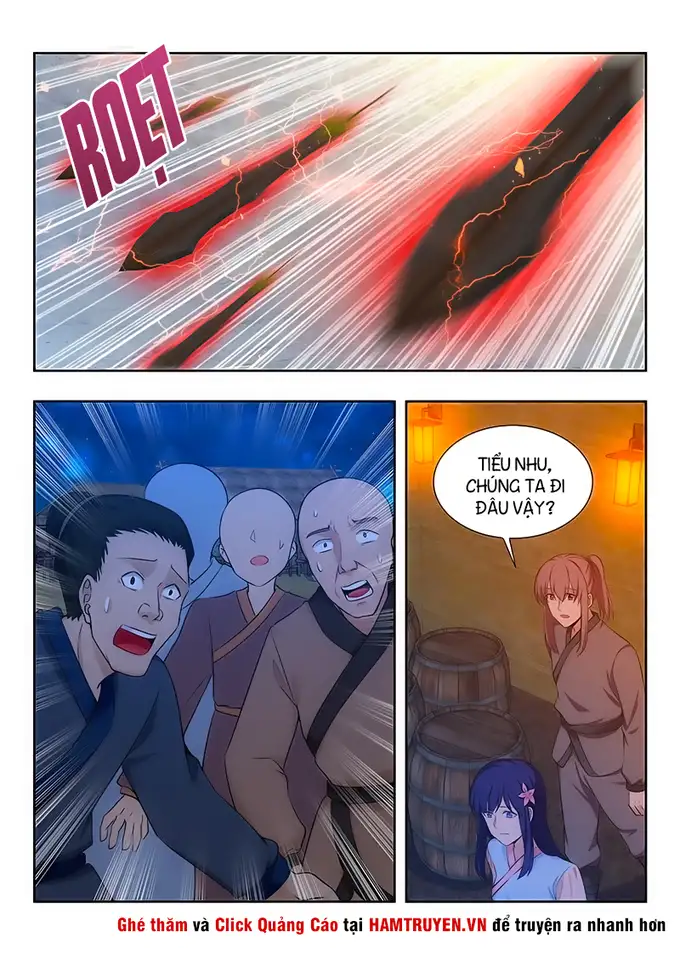 ROẸT
TIỂU NHU,
CHÚNG TA ĐI
ĐÂU VẬY?
Ghé thăm và Click Quảng Cáo tại HAMTRUYEN.VN để truyện ra nhanh hơn